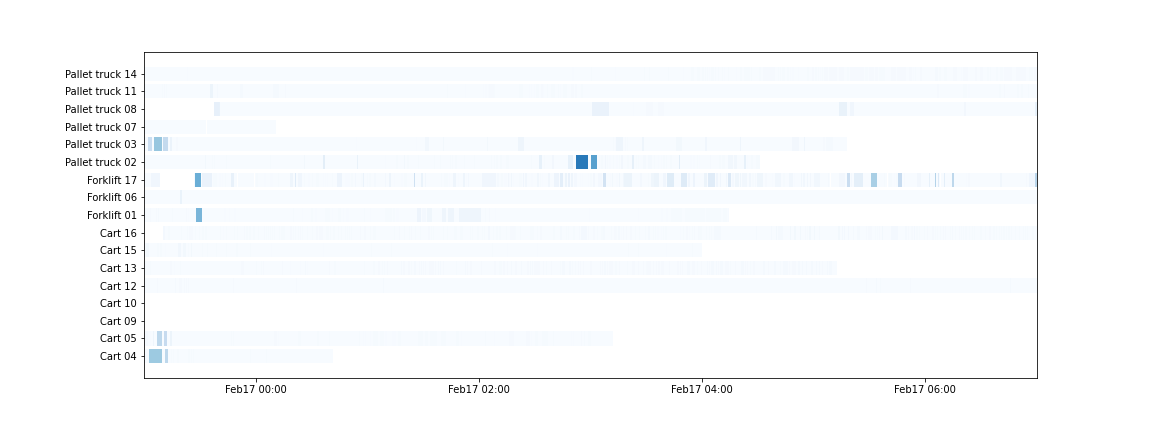 Pallet truck 14
Pallet truck 11
Pallet truck 08
Pallet truck 07
Pallet truck 03
Pallet truck 02
Forklift 17
Forklift 06
Forklift 01
Cart 16
Cart 15
Cart 13
Cart 12
Cart 10
Cart 09
Cart 05
Cart 04
Feb17 00:00 Feb17 02:00 Feb17 04:00 Feb17 06:00